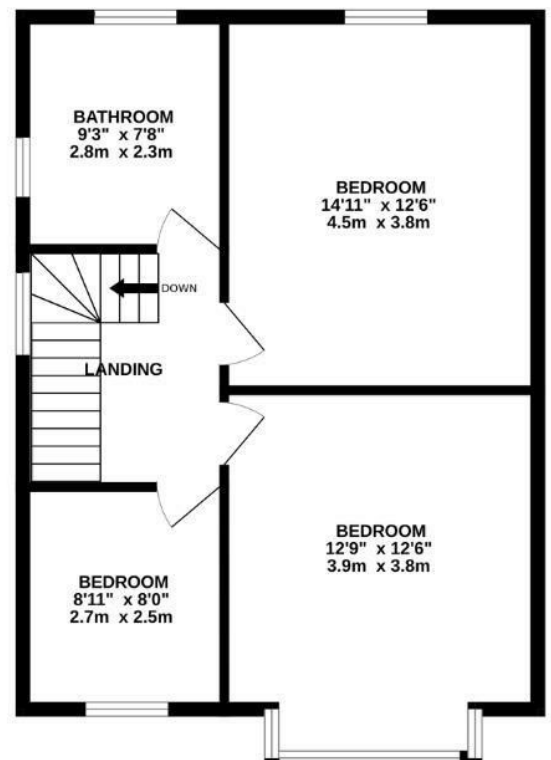 BATHROOM
9'3" x 7'8"
2.8m x 2.3m
BEDROOM
14'11" x 12'6"
4.5m x 3.8m
DOWN
LANDING
BEDROOM
12'9" x 12'6"
3.9m x 3.8m
BEDROOM
8'11" x 8'0"
2.7m x 2.5m